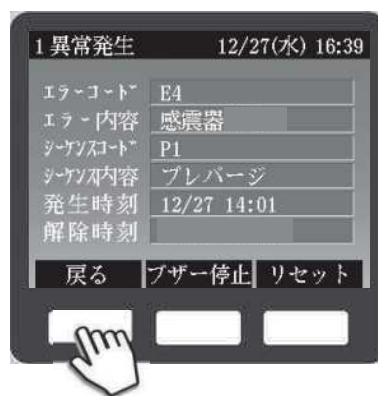 1 異常発生 12/27(水) 16:39
ｴﾗｰｺｰﾄﾞ E4
エラー内容 感震器
ｼｰｹﾝｽｺｰﾄﾞ P1
ｼｰｹﾝｽ内容 プレパージ
発生時刻 12/27 14:01
解除時刻
戻る ブザー停止 リセット